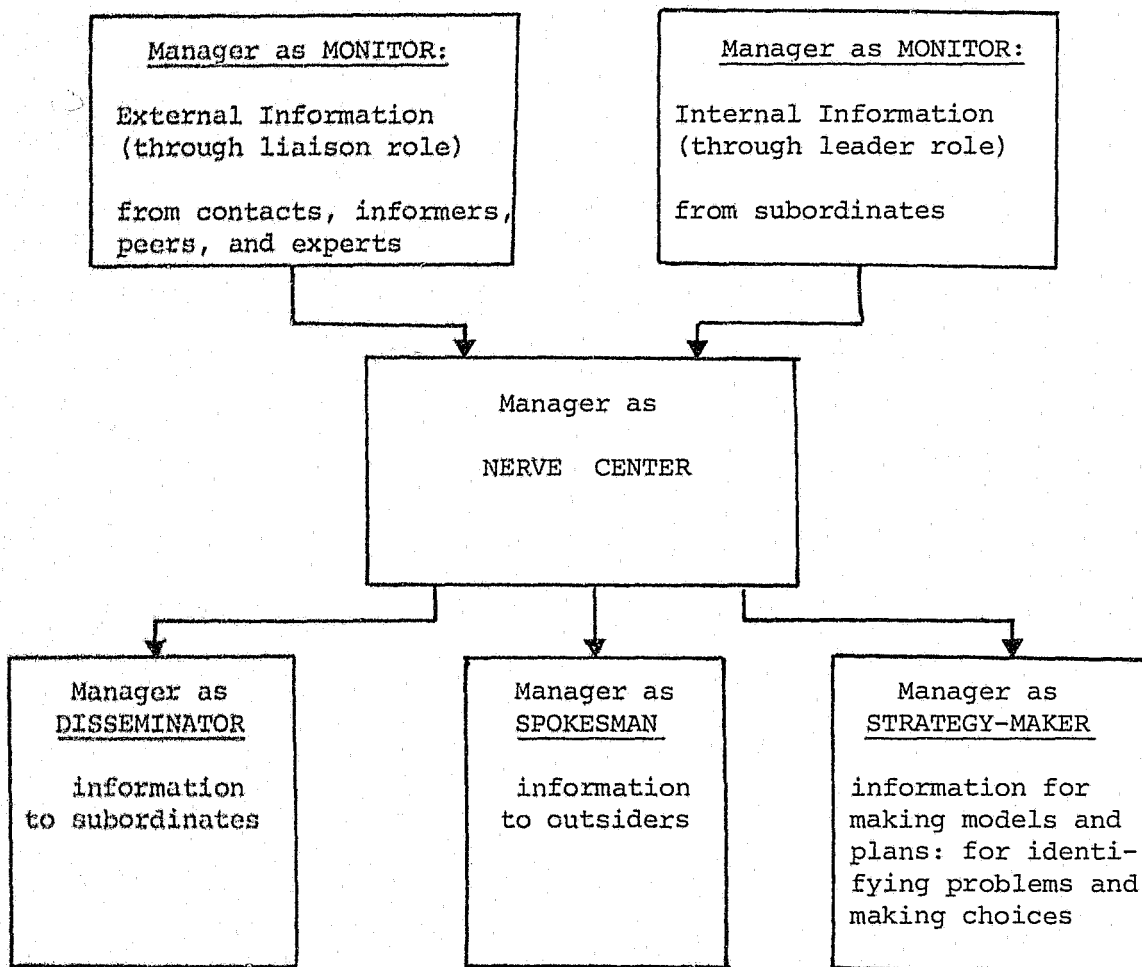 Manager as MONITOR:
External Information
(through liaison role)
from contacts, informers,
peers, and experts
Manager as MONITOR:
Internal Information
(through leader role)
from subordinates
Manager as
NERVE CENTER
Manager as
DISSEMINATOR
information
to subordinates
Manager as
SPOKESMAN
information
to outsiders
Manager as
STRATEGY-MAKER
information for
making models and
plans: for identi-
fying problems and
making choices